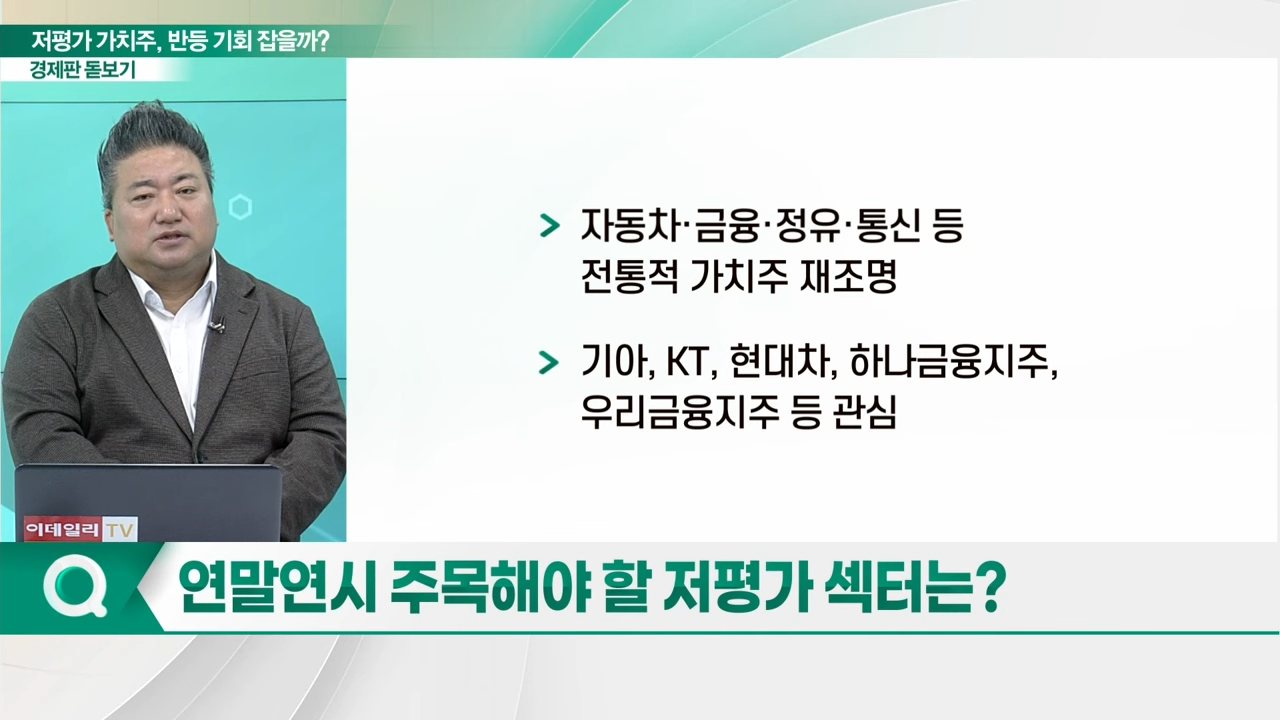 저평가 가치주, 반등 기회 잡을까?
경제판 돋보기
> 자동차·금융·정유·통신 등
전통적 가치주 재조명
> 기아, KT, 현대차, 하나금융지주,
우리금융지주 등 관심
이데일리 TV
Q 연말연시 주목해야 할 저평가 섹터는?